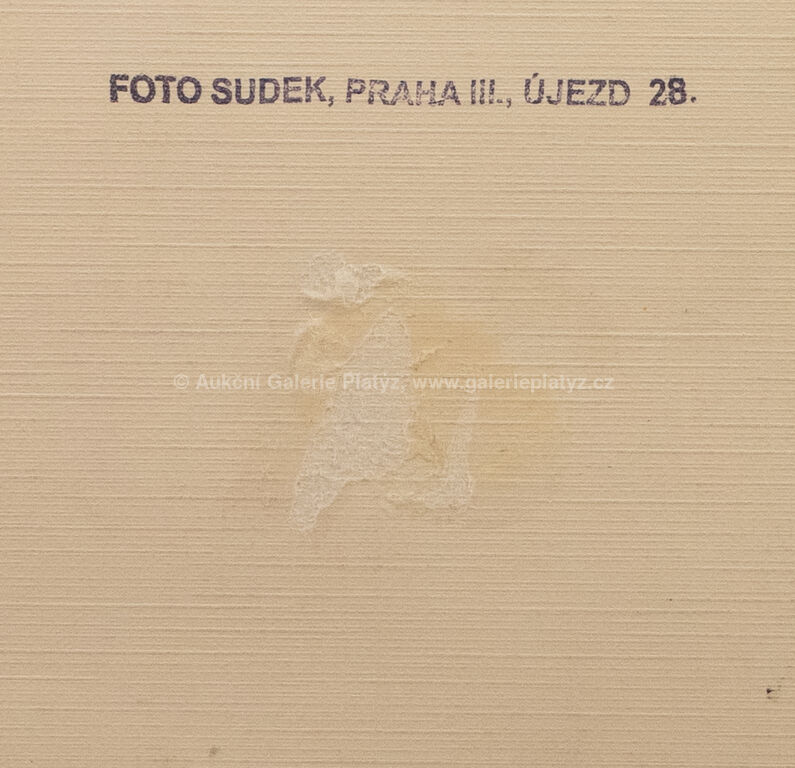 FOTO SUDEK, PRAHA III., ÚJEZD 28.
© Aukční Galerie Platýz, www.galerieplatyz.cz